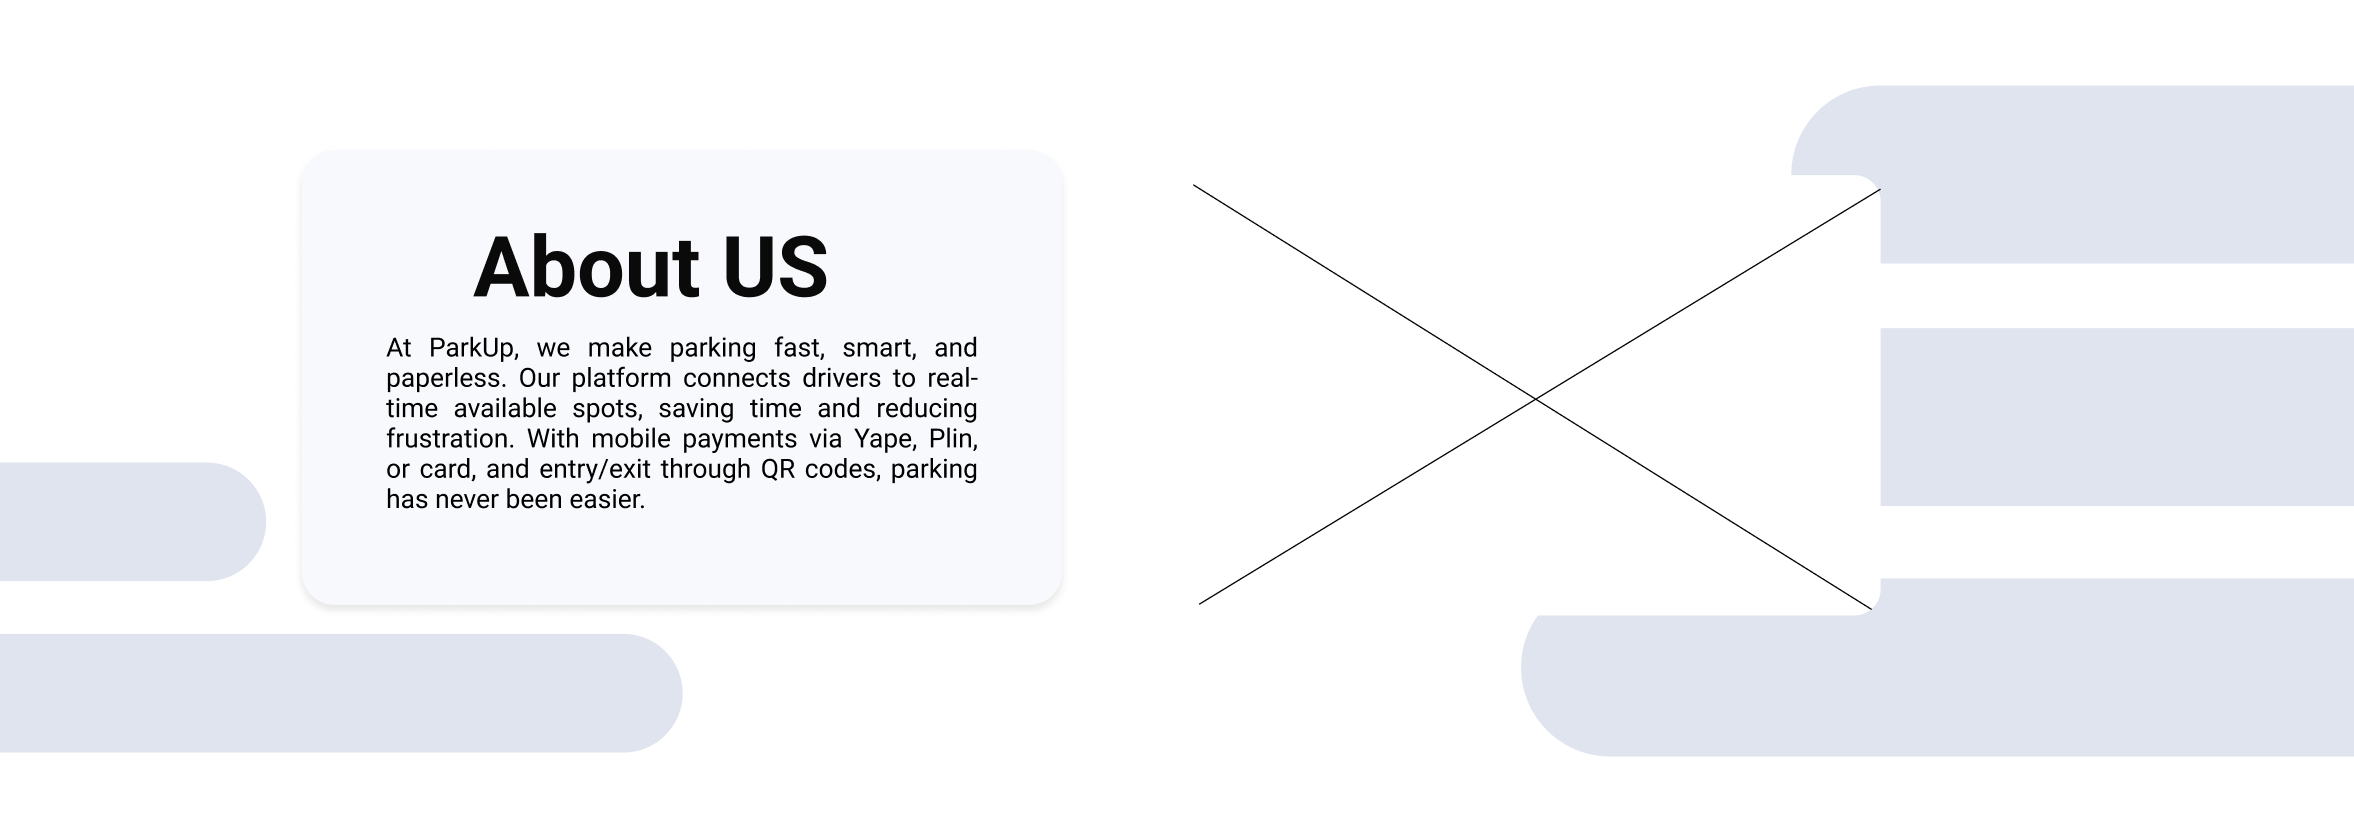 About US
At ParkUp, we make parking fast, smart, and
paperless. Our platform connects drivers to real-
time available spots, saving time and reducing
frustration. With mobile payments via Yape, Plin,
or card, and entry/exit through QR codes, parking
has never been easier.